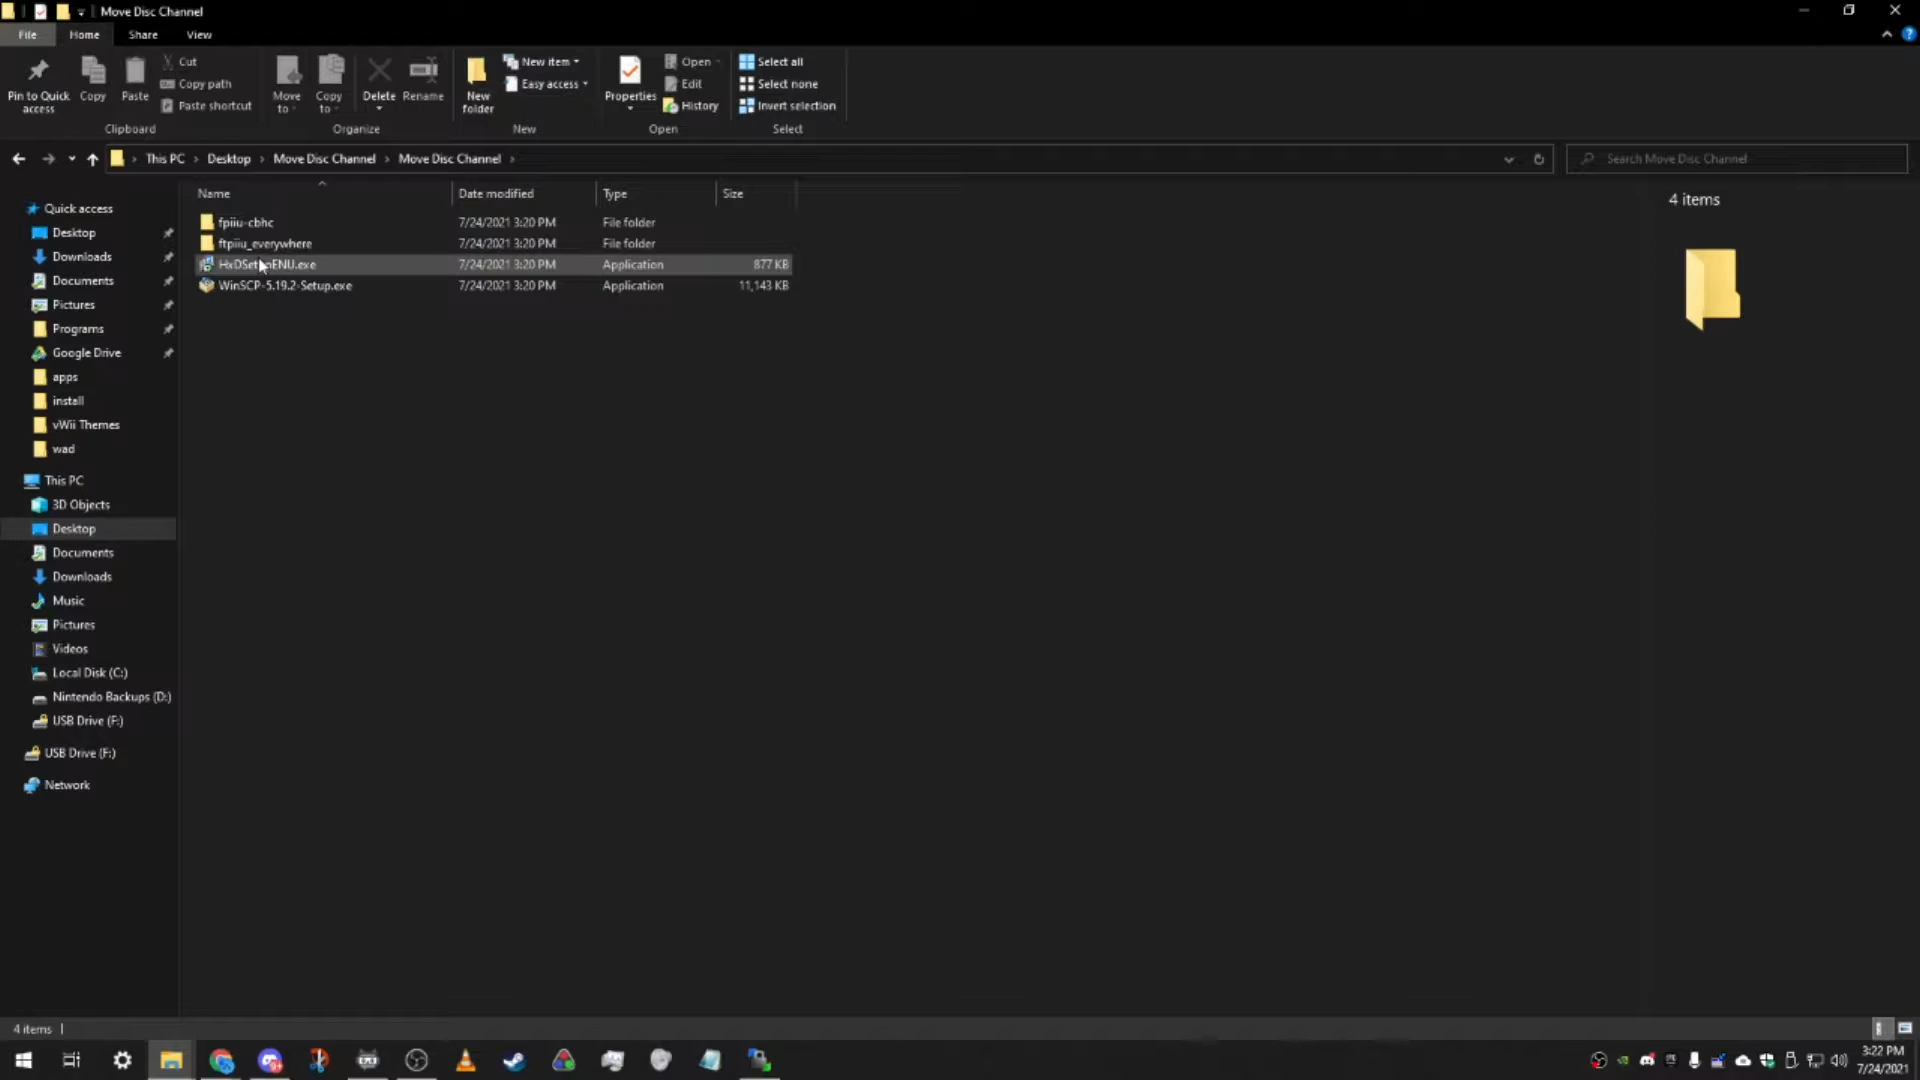 Move Disc Channel
File Home Share View
Pin to Quick access
Copy
Paste
Cut
Copy path
Paste shortcut
Clipboard
Move to
Copy to
Delete
Rename
Organize
New folder
New item
Easy access
New
Properties
Open
Edit
History
Open
Select all
Select none
Invert selection
Select
This PC Desktop Move Disc Channel Move Disc Channel
Search Move Disc Channel
Quick access
Desktop
Downloads
Documents
Pictures
Programs
Google Drive
apps
install
vWii Themes
wad
This PC
3D Objects
Desktop
Documents
Downloads
Music
Pictures
Videos
Local Disk (C:)
Nintendo Backups (D:)
USB Drive (F:)
USB Drive (F:)
Network
Name Date modified Type Size
fpiiu-cbhc 7/24/2021 3:20 PM File folder
ftpiiu_everywhere 7/24/2021 3:20 PM File folder
7/24/2021 3:20 PM Application 877 KB
WinSCP-5.19.2-Setup.exe 7/24/2021 3:20 PM Application 11,143 KB
4 items
4 items
3:22 PM
7/24/2021